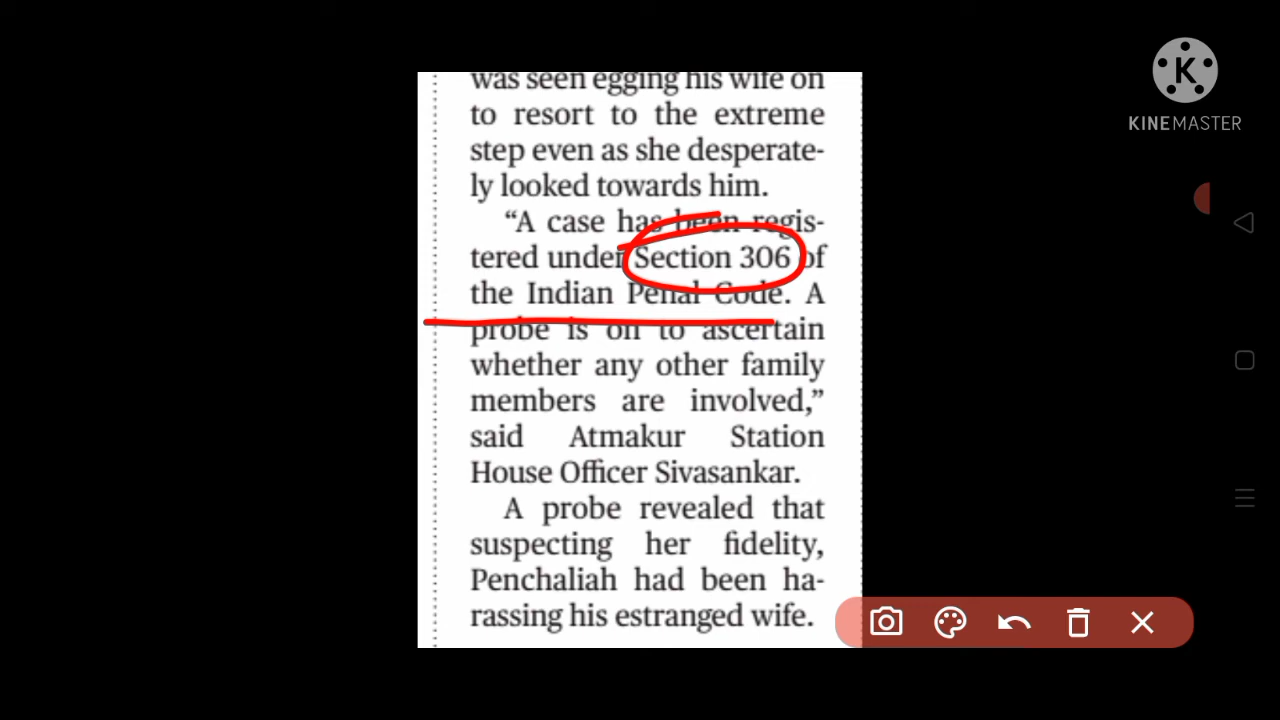 was seen egging his wife on
to resort to the extreme
step even as she desperate-
ly looked towards him.
“A case has been regis-
tered under Section 306 of
the Indian Penal Code. A
probe is on to ascertain
whether any other family
members are involved,”
said Atmakur Station
House Officer Sivasankar.
A probe revealed that
suspecting her fidelity,
Penchaliah had been ha-
rassing his estranged wife.
K
KINEMASTER